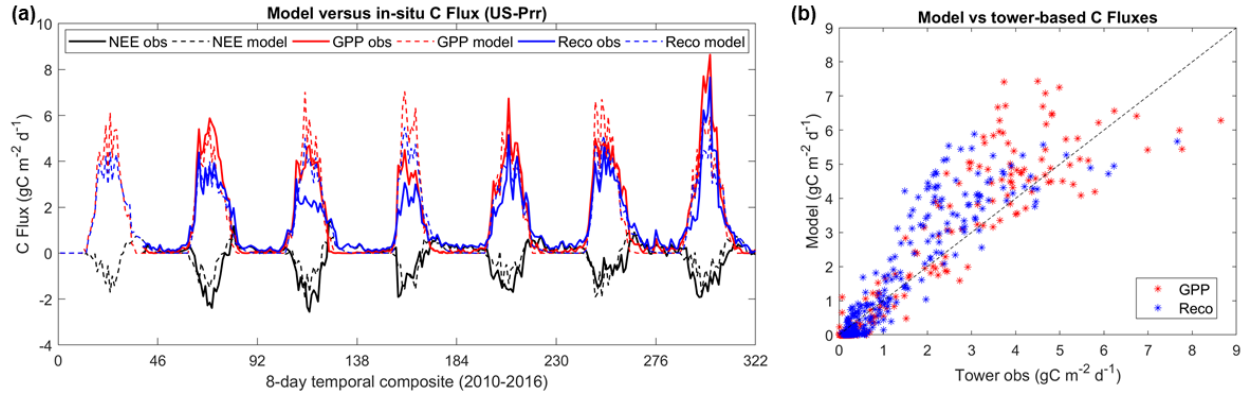 (a)
Model versus in-situ C Flux (US-Prr)
NEE obs NEE model GPP obs GPP model Reco obs Reco model
10
8
6
4
2
0
-2
-4
C Flux (gC m⁻² d⁻¹)
0 46 92 138 184 230 276 322
8-day temporal composite (2010-2016)
(b)
Model vs tower-based C Fluxes
9
8
7
6
5
4
3
2
1
0
Model (gC m⁻² d⁻¹)
GPP
Reco
0 1 2 3 4 5 6 7 8 9
Tower obs (gC m⁻² d⁻¹)